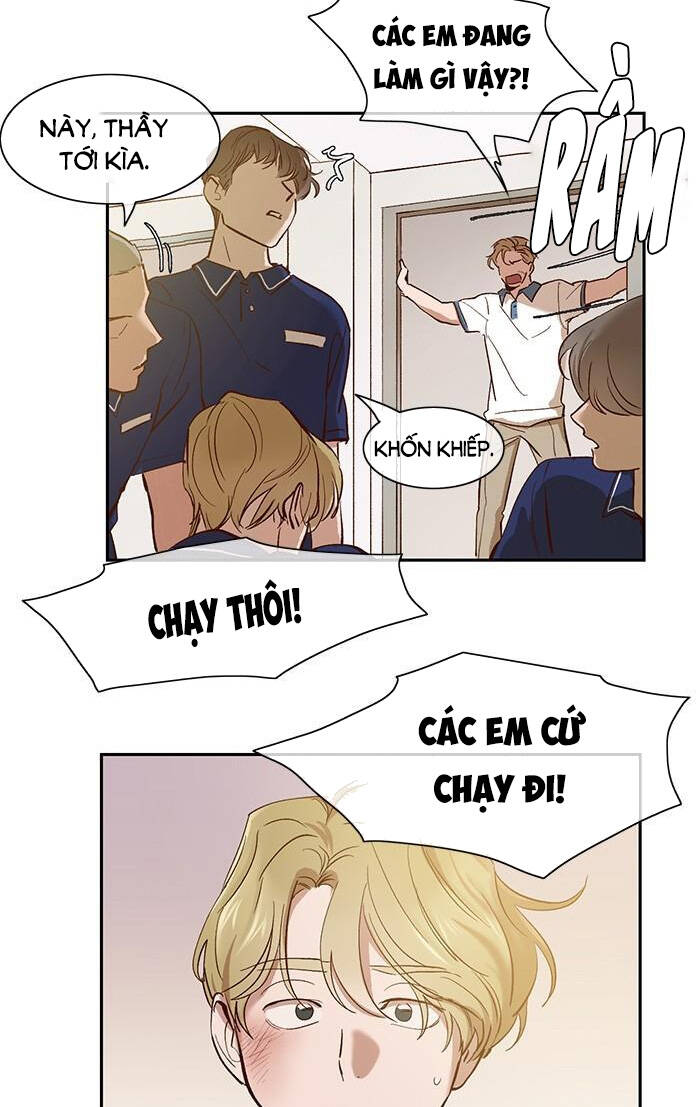 CÁC EM ĐANG
LÀM GÌ VẬY?!
NÀY, THẦY
TỚI KÌA.
RẦM
KHỐN KHIẾP.
CHẠY THÔI!
CÁC EM CỨ
CHẠY ĐI!